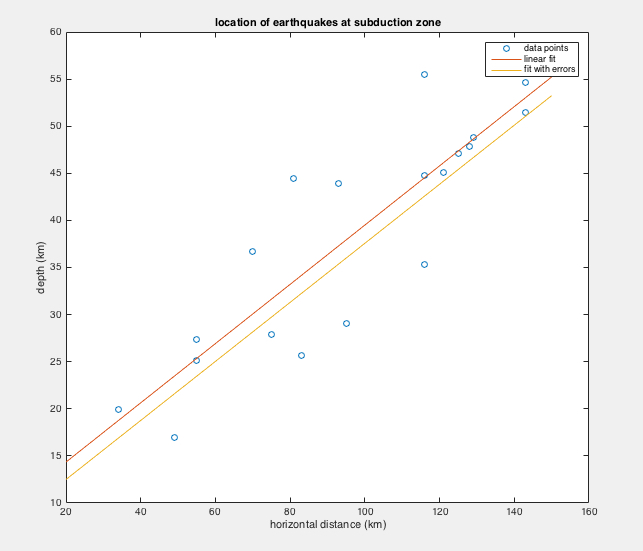 location of earthquakes at subduction zone
data points
linear fit
fit with errors
60
55
50
45
40
35
30
25
20
15
10
depth (km)
20 40 60 80 100 120 140 160
horizontal distance (km)